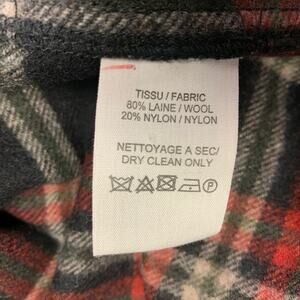 TISSU / FABRIC
80% LAINE / WOOL
20% NYLON / NYLON
NETTOYAGE A SEC/
DRY CLEAN ONLY
P